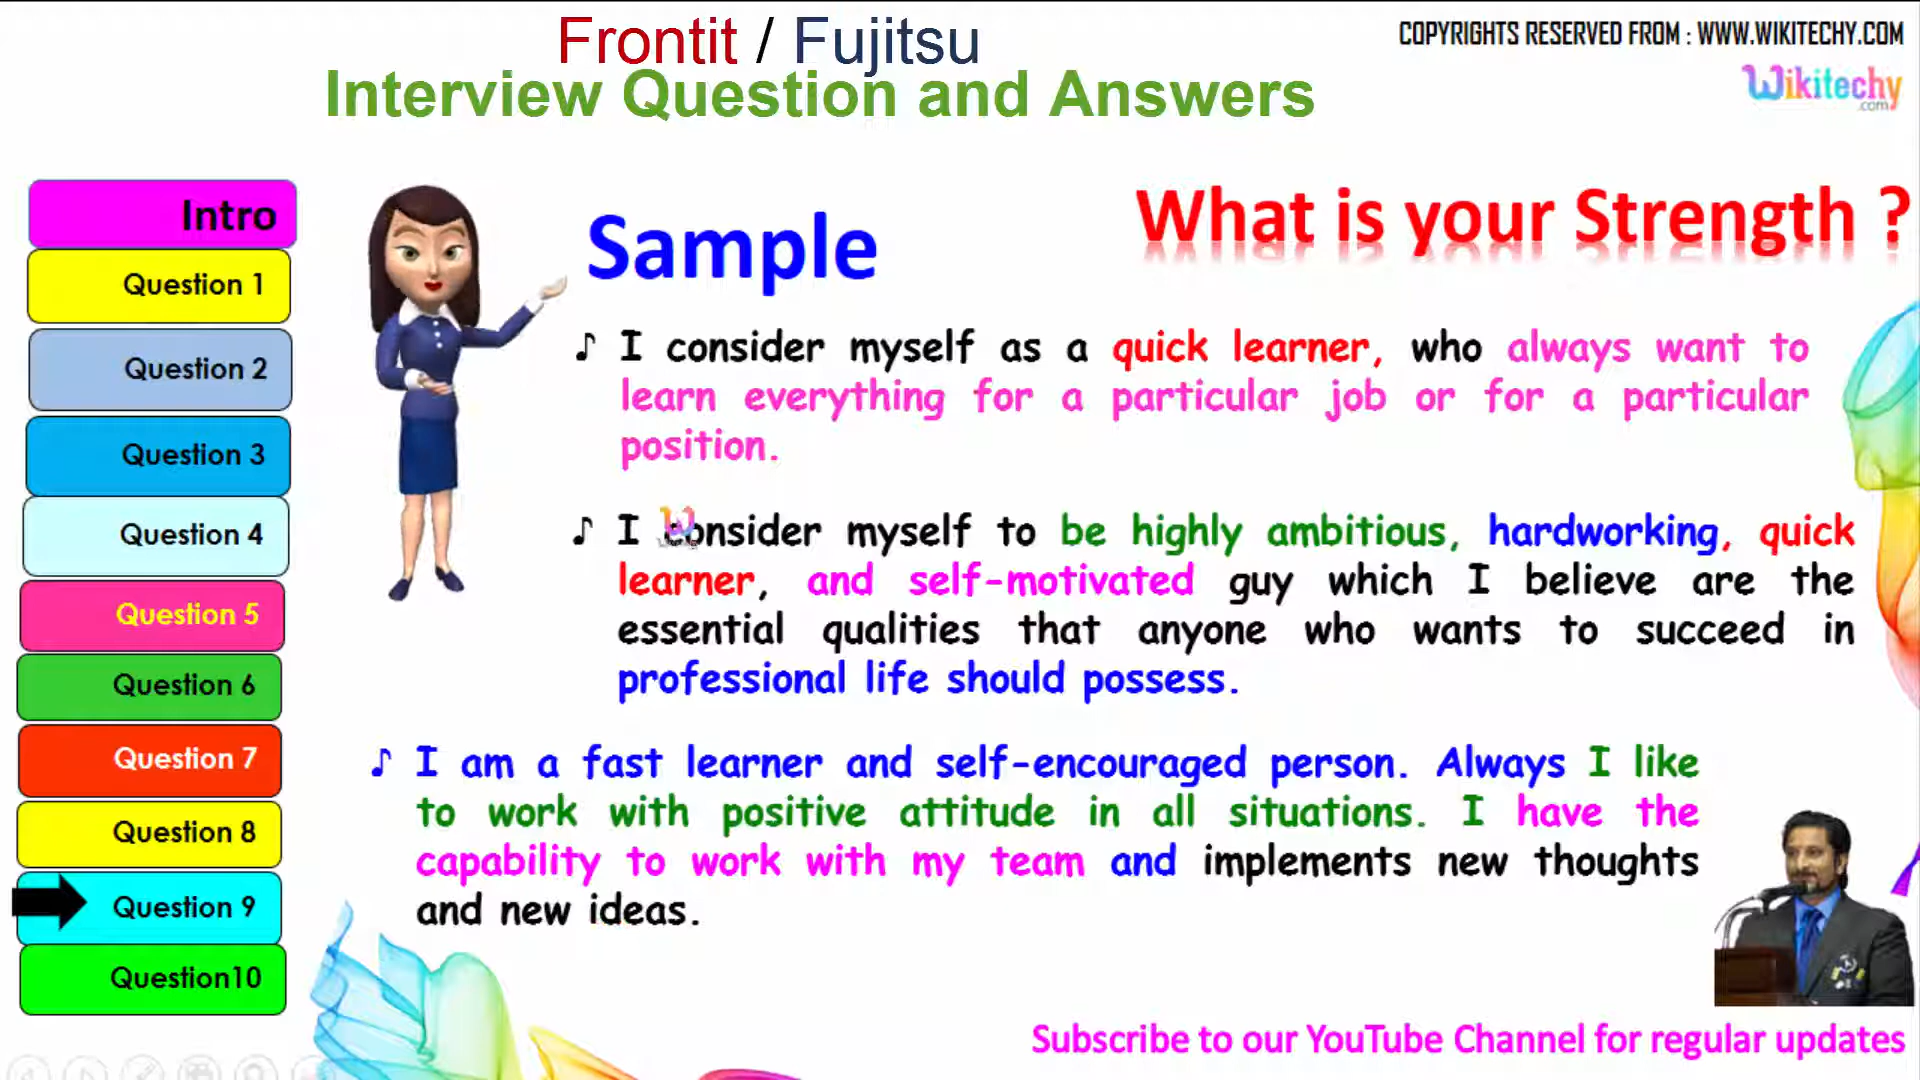 Frontit / Fujitsu
Interview Question and Answers
COPYRIGHTS RESERVED FROM : WWW.WIKITECHY.COM
Wikitechy
.com
Intro
Question 1
Question 2
Question 3
Question 4
Question 5
Question 6
Question 7
Question 8
Question 9
Question10
Sample
What is your Strength ?
♪ I consider myself as a quick learner, who always want to
learn everything for a particular job or for a particular
position.
♪ I consider myself to be highly ambitious, hardworking, quick
learner, and self-motivated guy which I believe are the
essential qualities that anyone who wants to succeed in
professional life should possess.
♪ I am a fast learner and self-encouraged person. Always I like
to work with positive attitude in all situations. I have the
capability to work with my team and implements new thoughts
and new ideas.
Subscribe to our YouTube Channel for regular updates